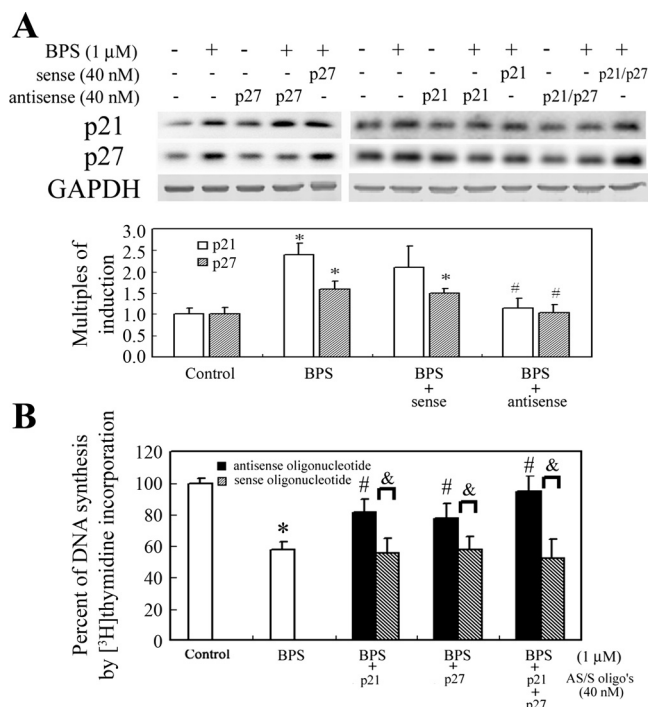 A
BPS (1 μM) - + - + + - + - + + - + +
sense (40 nM) - - - - p27 - - - - p21 - - p21/p27
antisense (40 nM) - - p27 p27 - - - p21 p21 - p21/p27 -
p21
p27
GAPDH
Multiples of
induction
3.0
2.5
2.0
1.5
1.0
0.5
0.0
p21
p27
* * * # #
Control BPS BPS + sense BPS + antisense
B
Percent of DNA synthesis
by [³H]thymidine incorporation
120
100
80
60
40
20
0
antisense oligonucleotide
sense oligonucleotide
* # & # & # &
Control BPS BPS + p21 BPS + p27 BPS + p21 + p27
(1 μM)
AS/S oligo's
(40 nM)